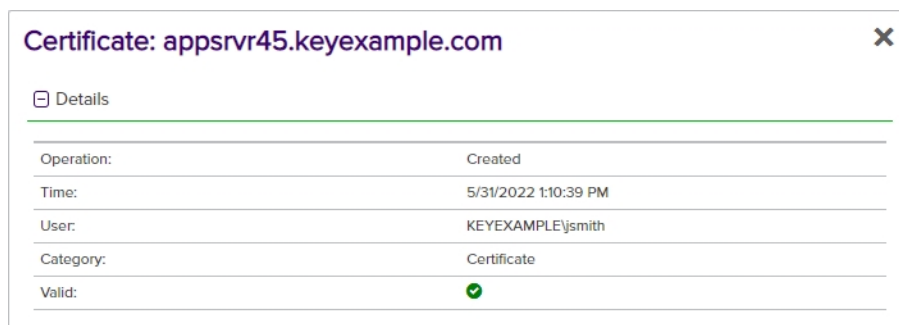 Certificate: appsrvr45.keyexample.com
Details
Operation: Created
Time: 5/31/2022 1:10:39 PM
User: KEYEXAMPLE\jsmith
Category: Certificate
Valid: